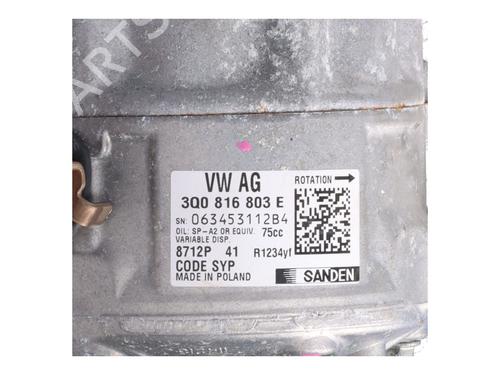 PARTS
VW AG
3Q0 816 803 E
SN: 063453112B4
OIL: SP-A2 OR EQUIV. 75cc
VARIABLE DISP.
8712P 41 R1234yf
CODE SYP
MADE IN POLAND
ROTATION
SANDEN